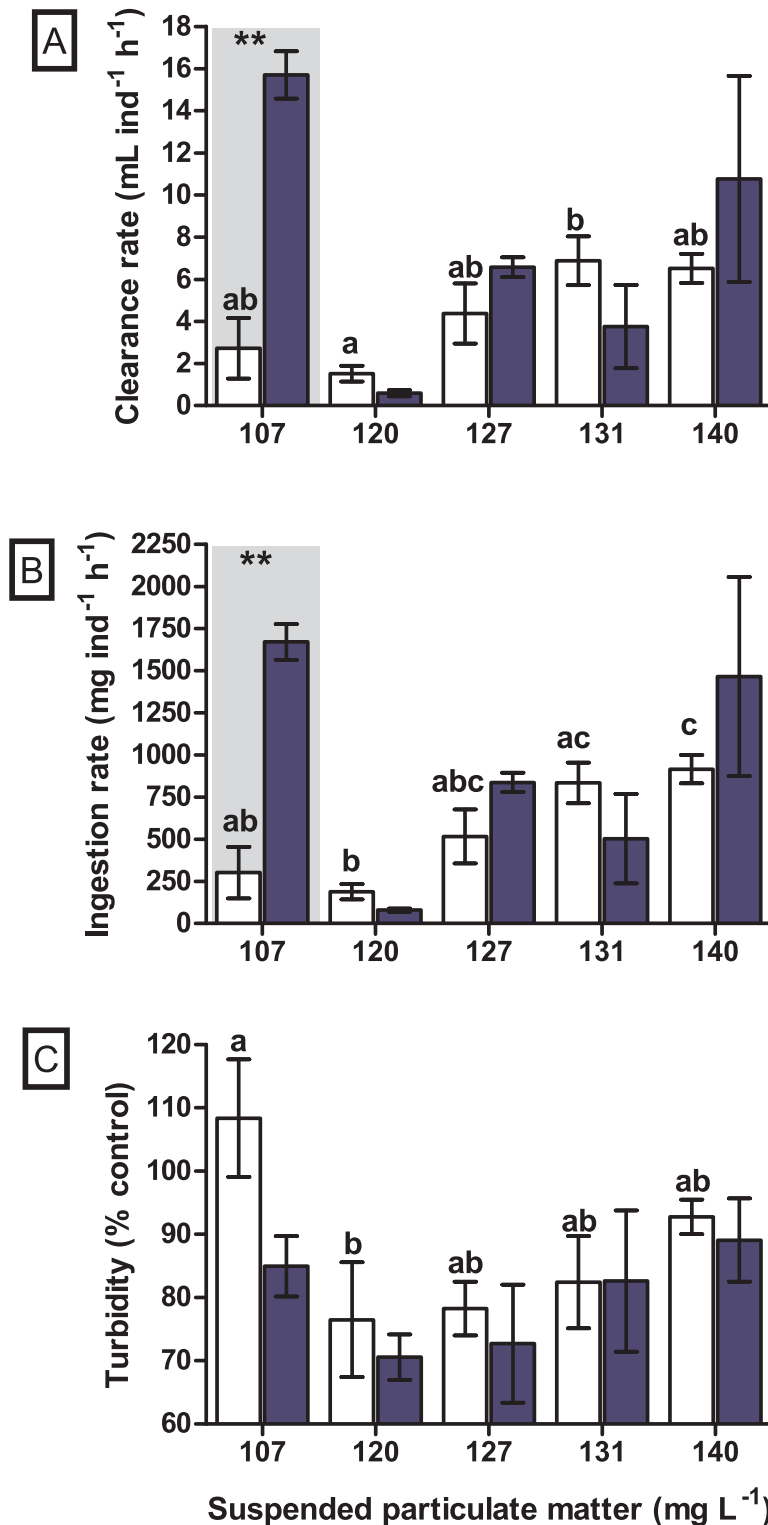 A
Clearance rate (mL ind⁻¹ h⁻¹)
18
16
14
12
10
8
6
4
2
0
**
ab
a
ab
b
ab
107 120 127 131 140
B
Ingestion rate (mg ind⁻¹ h⁻¹)
2250
2000
1750
1500
1250
1000
750
500
250
0
**
ab
b
abc
ac
c
107 120 127 131 140
C
Turbidity (% control)
120
110
100
90
80
70
60
a
b
ab
ab
ab
107 120 127 131 140
Suspended particulate matter (mg L⁻¹)